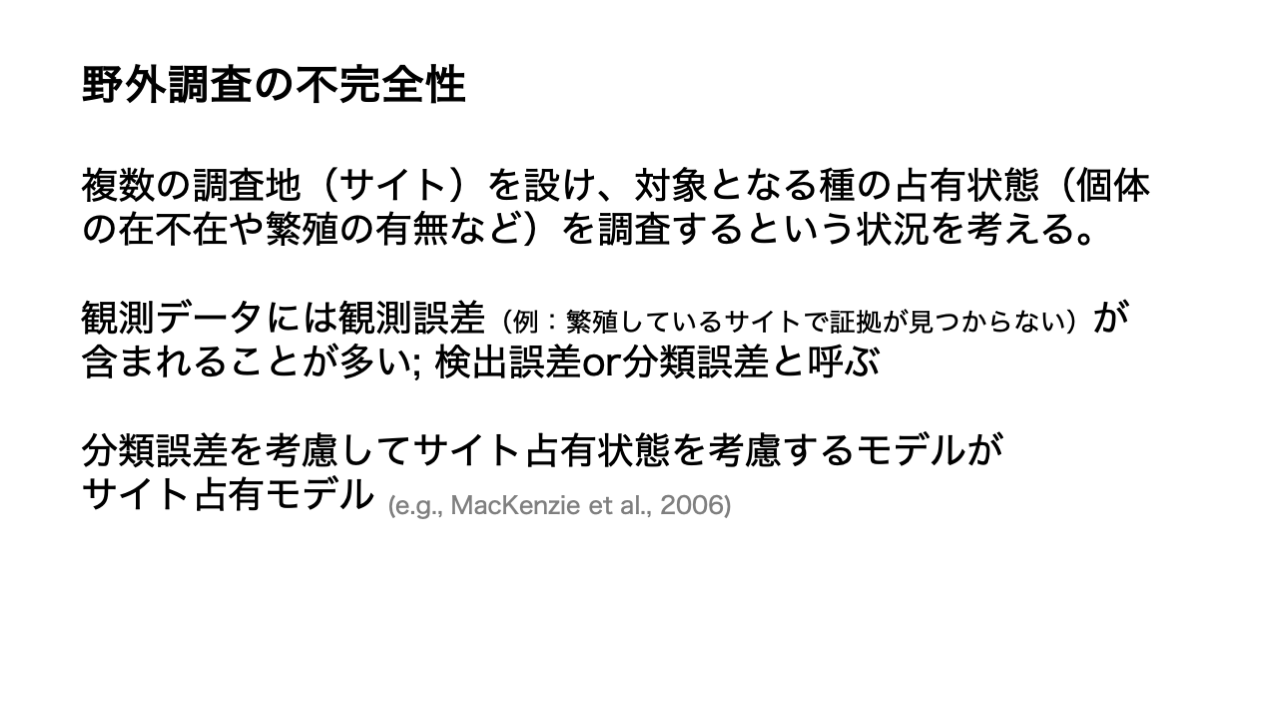 野外調査の不完全性
複数の調査地（サイト）を設け、対象となる種の占有状態（個体
の在不在や繁殖の有無など）を調査するという状況を考える。
観測データには観測誤差（例：繁殖しているサイトで証拠が見つからない）が
含まれることが多い; 検出誤差or分類誤差と呼ぶ
分類誤差を考慮してサイト占有状態を考慮するモデルが
サイト占有モデル (e.g., MacKenzie et al., 2006)